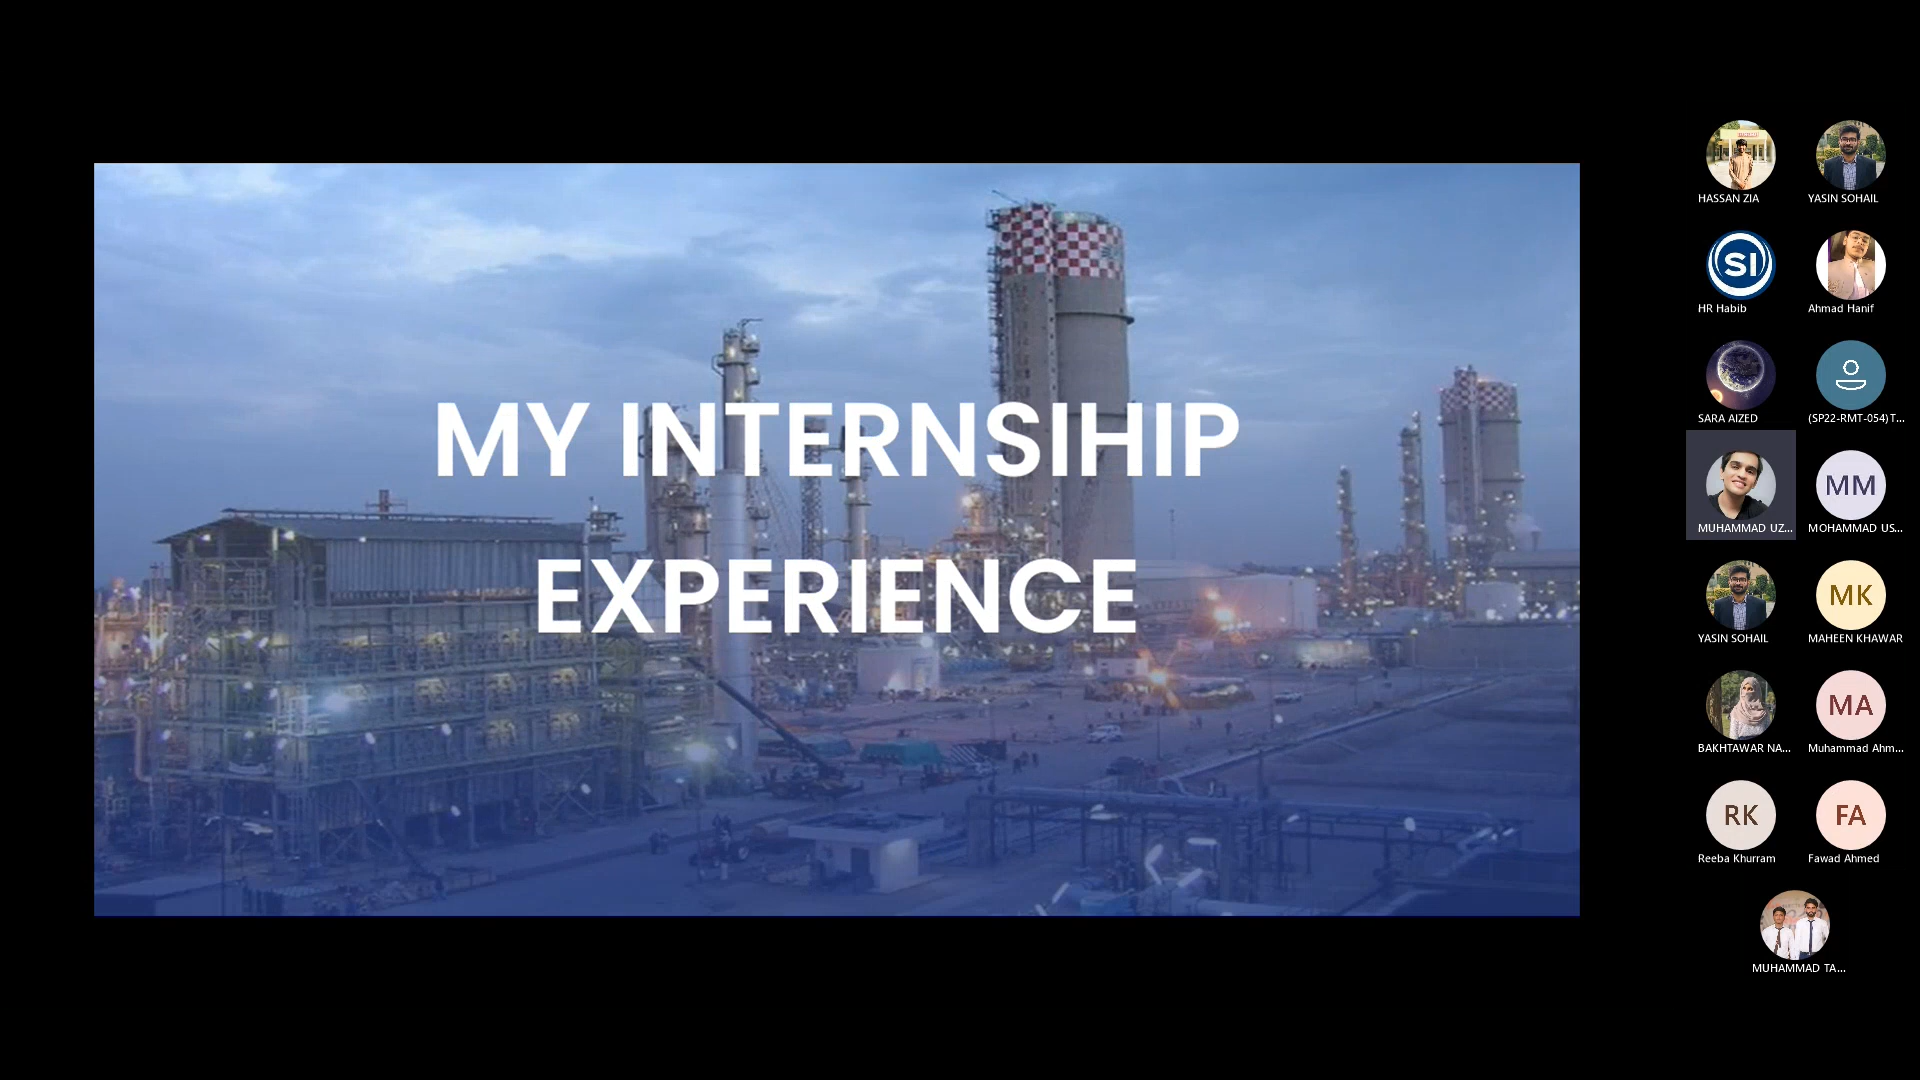 MY INTERNSIHIP
EXPERIENCE
HASSAN ZIA
YASIN SOHAIL
SI
HR Habib
Ahmad Hanif
SARA AIZED
(SP22-RMT-054) T...
MUHAMMAD UZ...
MM
MOHAMMAD US...
YASIN SOHAIL
MK
MAHEEN KHAWAR
BAKHTAWAR NA...
MA
Muhammad Ahm...
RK
Reeba Khurram
FA
Fawad Ahmed
MUHAMMAD TA...